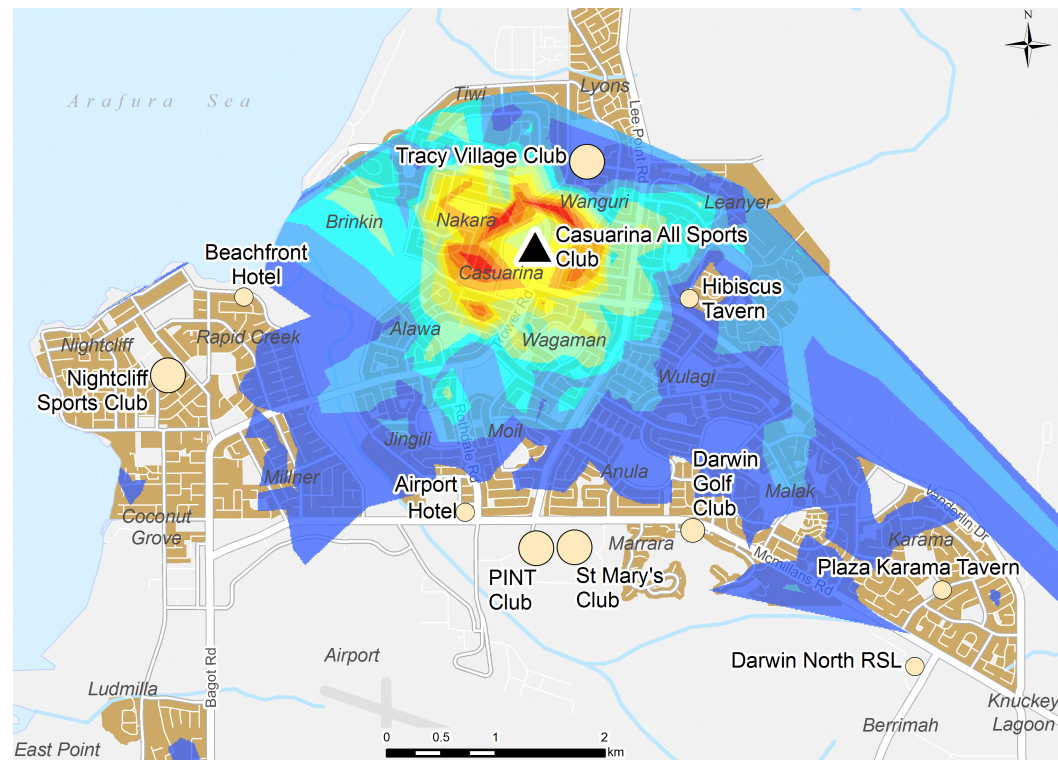 N
Arafura Sea
Tiwi
Lyons
Lee Point Rd
Tracy Village Club
Wanguri
Leanyer
Brinkin
Nakara
Casuarina All Sports
Club
Beachfront
Hotel
Casuarina
Hibiscus
Tavern
Trower Rd
Alawa
Rapid Creek
Nightcliff
Wagaman
Nightcliff
Sports Club
Wulagi
Rothdale Rd
Moil
Jingili
Millner
Anula
Darwin
Golf
Club
Airport
Hotel
Malak
Vanderlin Dr
Coconut
Grove
Marrara
Karama
Mcmillans Rd
PINT
Club
St Mary's
Club
Plaza Karama Tavern
Airport
Bagot Rd
Darwin North RSL
Ludmilla
Knuckey
Lagoon
Berrimah
East Point
0 0.5 1 2
km